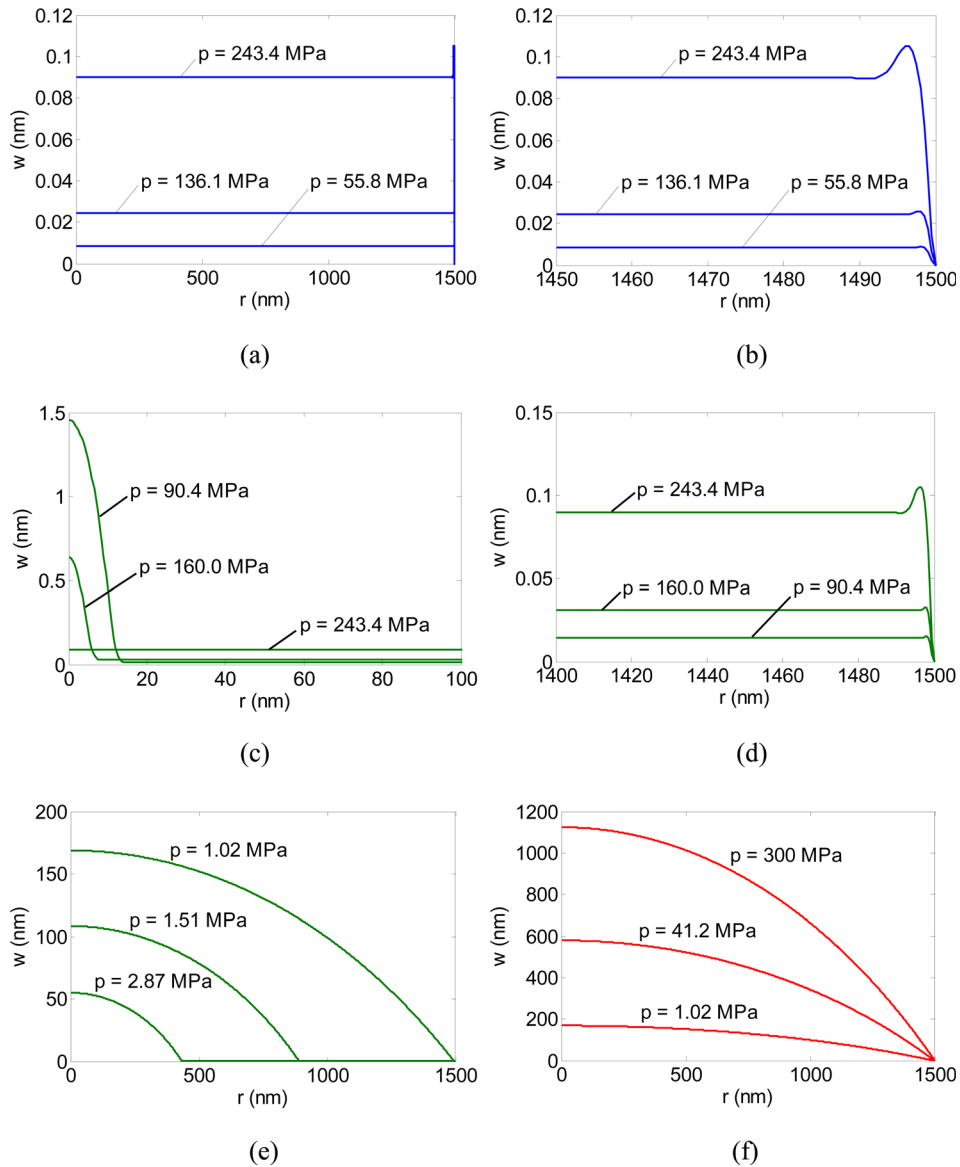 0.12
0.1
0.08
0.06
0.04
0.02
0
w (nm)
p = 243.4 MPa
p = 136.1 MPa
p = 55.8 MPa
0 500 1000 1500
r (nm)
(a)
0.12
0.1
0.08
0.06
0.04
0.02
0
w (nm)
p = 243.4 MPa
p = 136.1 MPa
p = 55.8 MPa
1450 1460 1470 1480 1490 1500
r (nm)
(b)
1.5
1
0.5
0
w (nm)
p = 90.4 MPa
p = 160.0 MPa
p = 243.4 MPa
0 20 40 60 80 100
r (nm)
(c)
0.15
0.1
0.05
0
w (nm)
p = 243.4 MPa
p = 160.0 MPa
p = 90.4 MPa
1400 1420 1440 1460 1480 1500
r (nm)
(d)
200
150
100
50
0
w (nm)
p = 1.02 MPa
p = 1.51 MPa
p = 2.87 MPa
0 500 1000 1500
r (nm)
(e)
1200
1000
800
600
400
200
0
w (nm)
p = 300 MPa
p = 41.2 MPa
p = 1.02 MPa
0 500 1000 1500
r (nm)
(f)